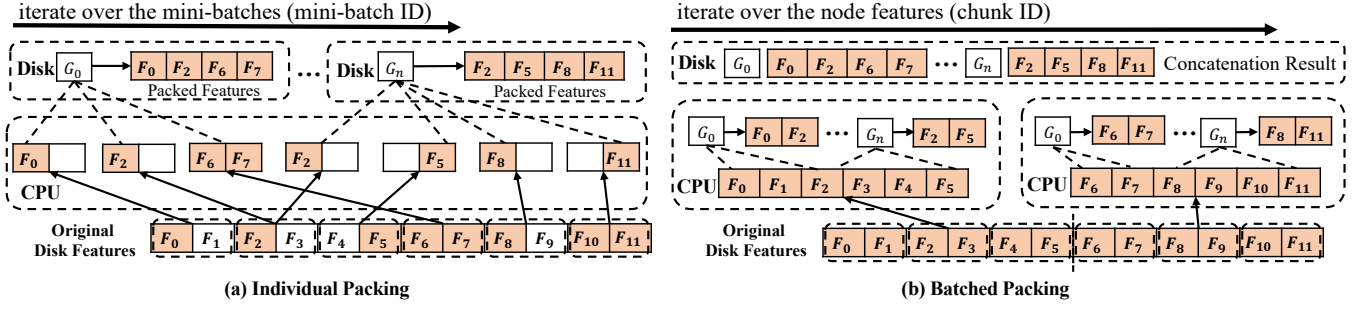 iterate over the mini-batches (mini-batch ID)
Disk G0 F0 F2 F6 F7 ... Disk Gn F2 F5 F8 F11
Packed Features Packed Features
F0 F2 F6 F7 F2 F5 F8 F11
CPU
Original Disk Features F0 F1 F2 F3 F4 F5 F6 F7 F8 F9 F10 F11
(a) Individual Packing
iterate over the node features (chunk ID)
Disk G0 F0 F2 F6 F7 ... Gn F2 F5 F8 F11 Concatenation Result
G0 F0 F2 ... Gn F2 F5
CPU F0 F1 F2 F3 F4 F5
G0 F6 F7 ... Gn F8 F11
CPU F6 F7 F8 F9 F10 F11
Original Disk Features F0 F1 F2 F3 F4 F5 F6 F7 F8 F9 F10 F11
(b) Batched Packing